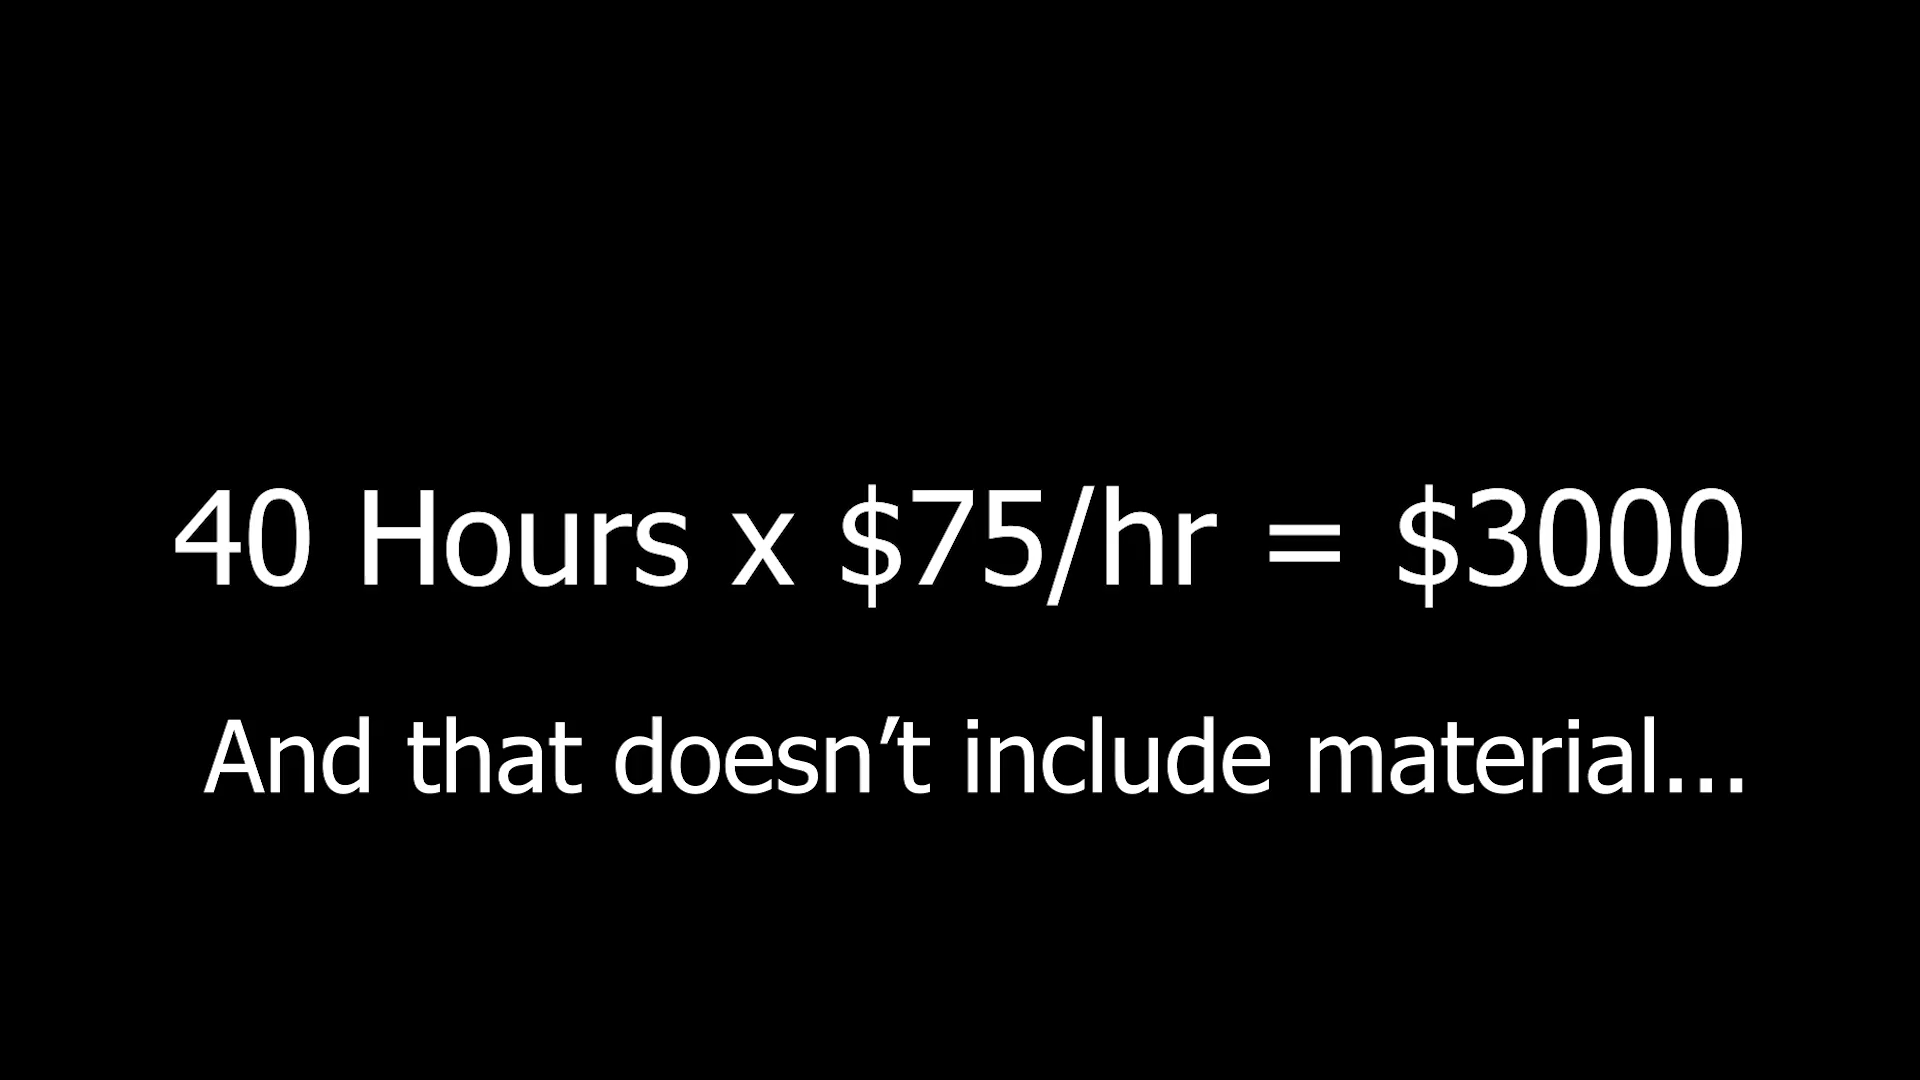 40 Hours x $75/hr = $3000
And that doesn’t include material...